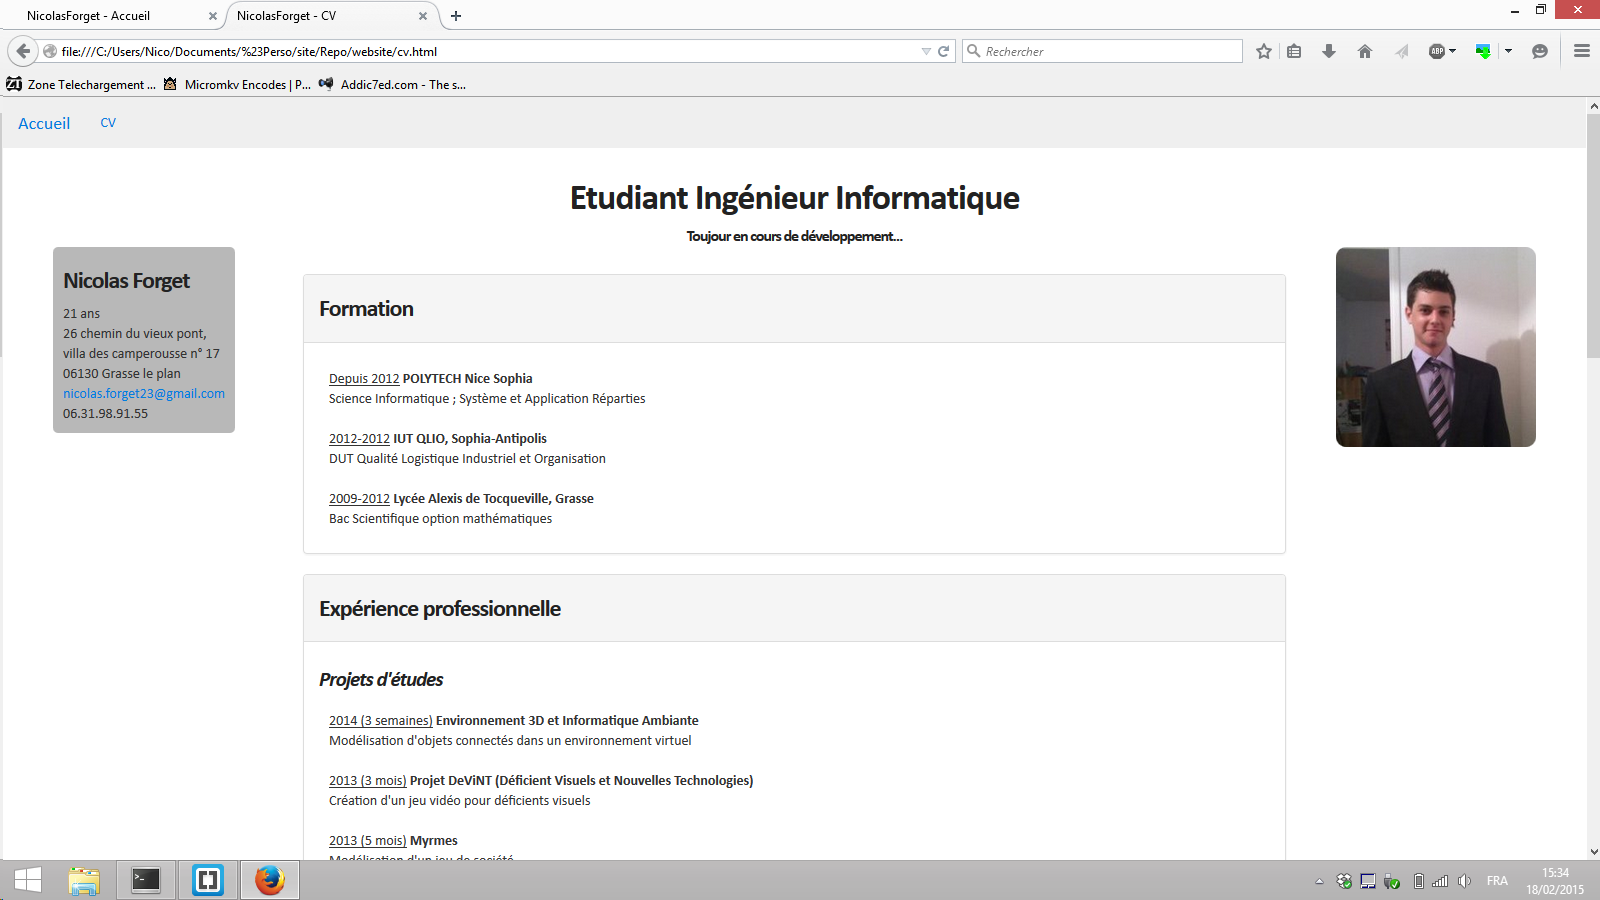 NicolasForget - Accueil
NicolasForget - CV
file:///C:/Users/Nico/Documents/%23Perso/site/Repo/website/cv.html
Rechercher
ABP
Zone Telechargement ...
Micromkv Encodes | P...
Addic7ed.com - The s...
Accueil
CV
Etudiant Ingénieur Informatique
Toujour en cours de développement...
Nicolas Forget
21 ans
26 chemin du vieux pont,
villa des camperousse n° 17
06130 Grasse le plan
nicolas.forget23@gmail.com
06.31.98.91.55
Formation
Depuis 2012 POLYTECH Nice Sophia
Science Informatique ; Système et Application Réparties
2012-2012 IUT QLIO, Sophia-Antipolis
DUT Qualité Logistique Industriel et Organisation
2009-2012 Lycée Alexis de Tocqueville, Grasse
Bac Scientifique option mathématiques
Expérience professionnelle
Projets d'études
2014 (3 semaines) Environnement 3D et Informatique Ambiante
Modélisation d'objets connectés dans un environnement virtuel
2013 (3 mois) Projet DeViNT (Déficient Visuels et Nouvelles Technologies)
Création d'un jeu vidéo pour déficients visuels
2013 (5 mois) Myrmes
Modélisation d'un jeu de société
FRA
15:34
18/02/2015